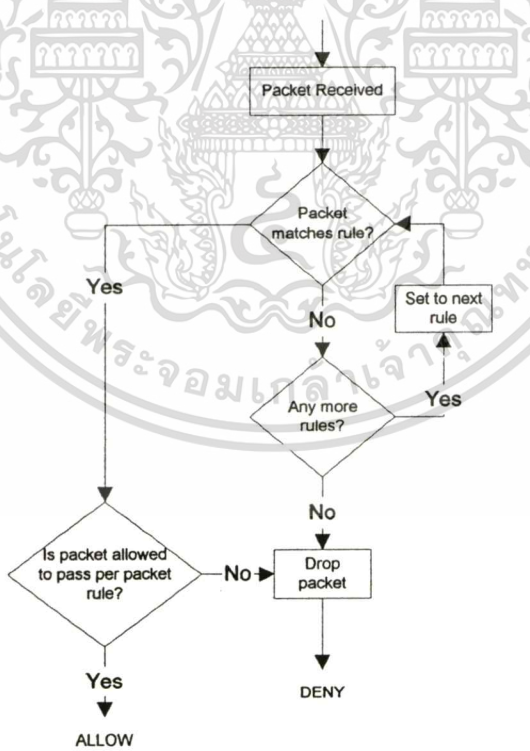 Packet Received
Packet
matches rule?
Yes
No
Set to next
rule
Any more
rules?
Yes
No
Is packet allowed
to pass per packet
rule?
No
Drop
packet
Yes
DENY
ALLOW